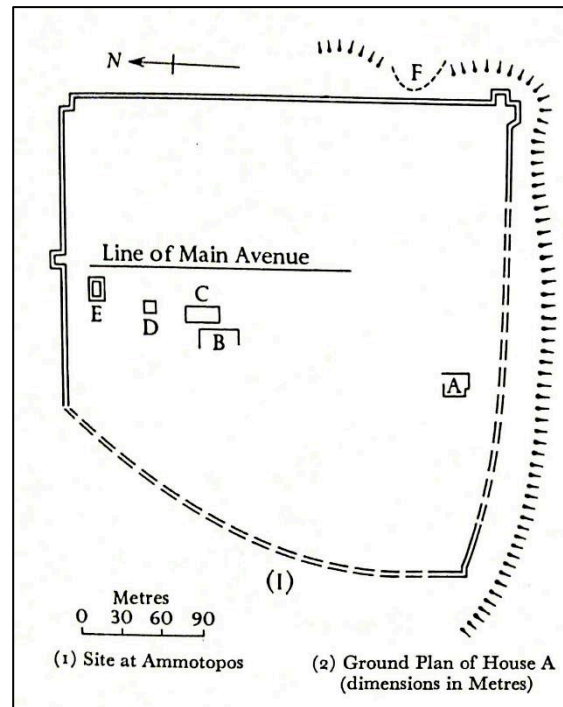 F
N
Line of Main Avenue
C
E
D
B
A
(1)
Metres
0 30 60 90
(1) Site at Ammotopos
(2) Ground Plan of House A
(dimensions in Metres)